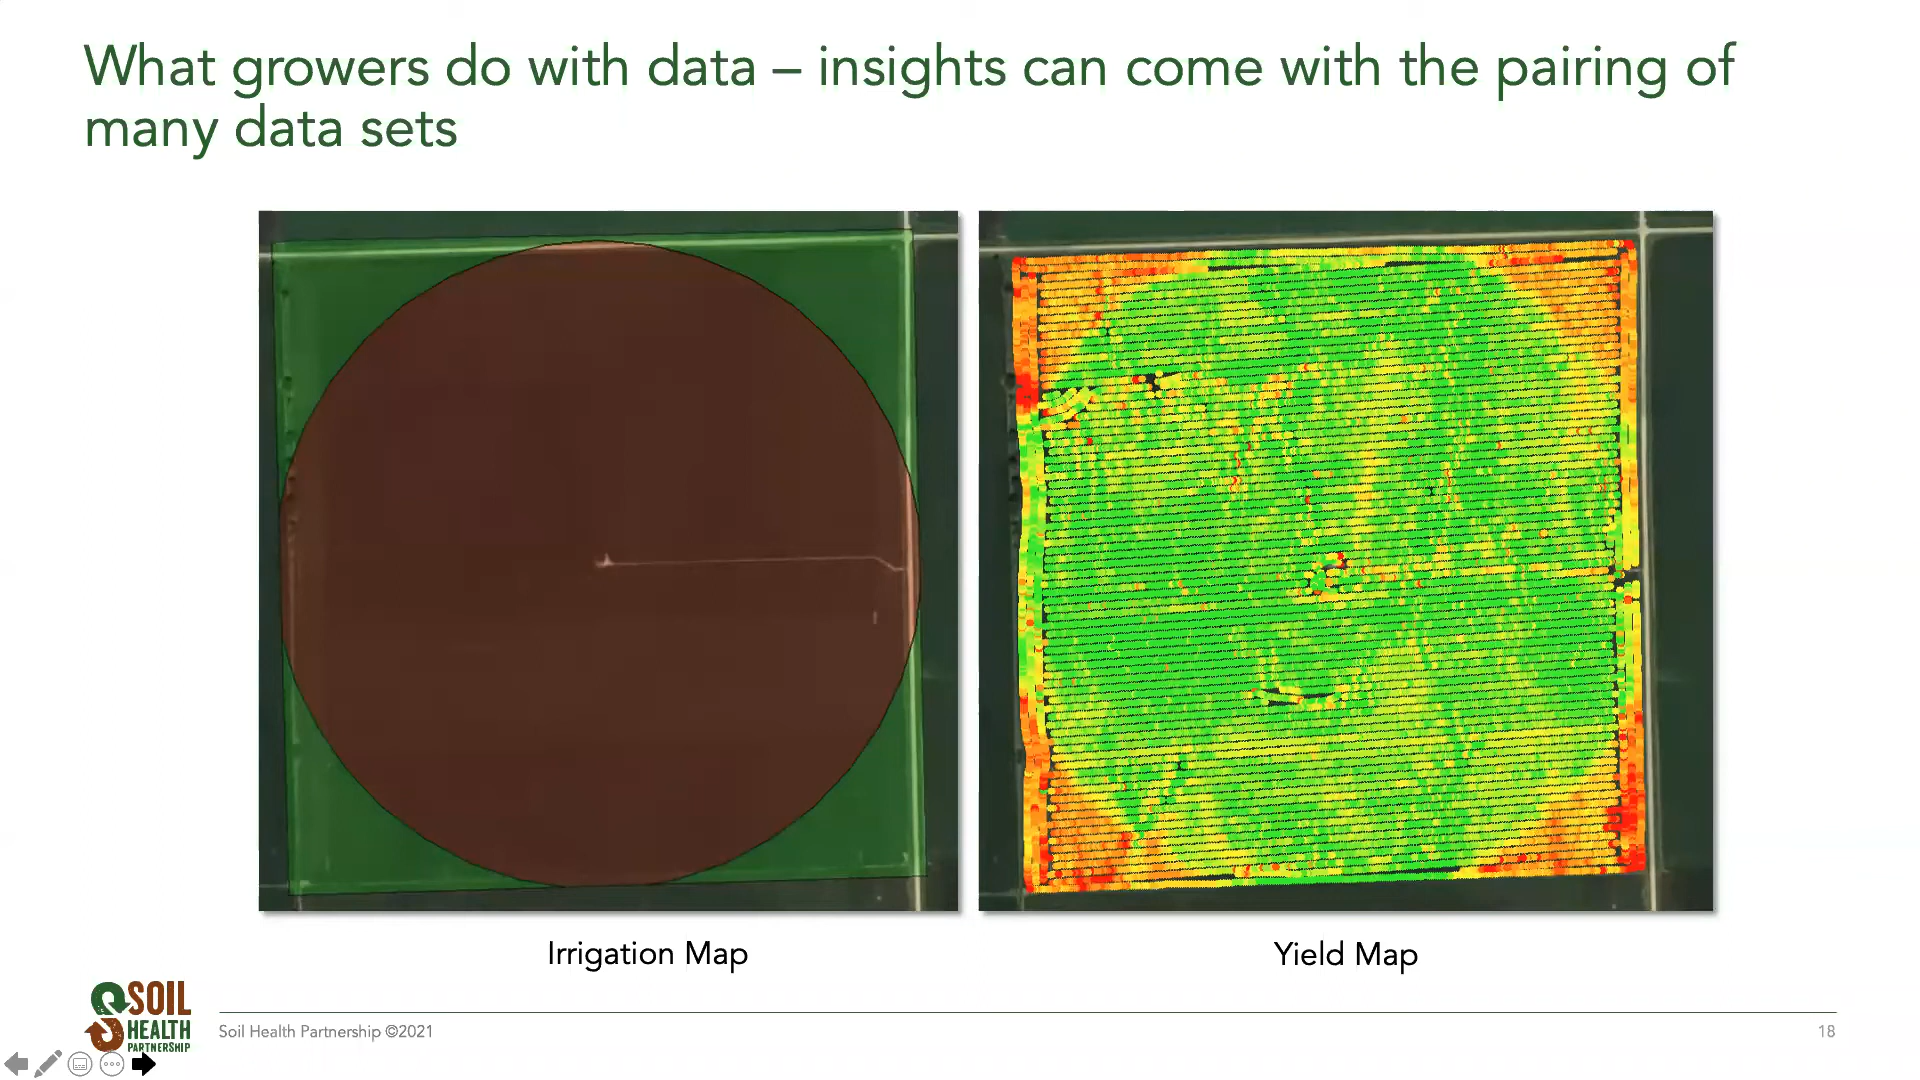 What growers do with data – insights can come with the pairing of
many data sets
Irrigation Map
Yield Map
SOIL
HEALTH
PARTNERSHIP
Soil Health Partnership ©2021
18